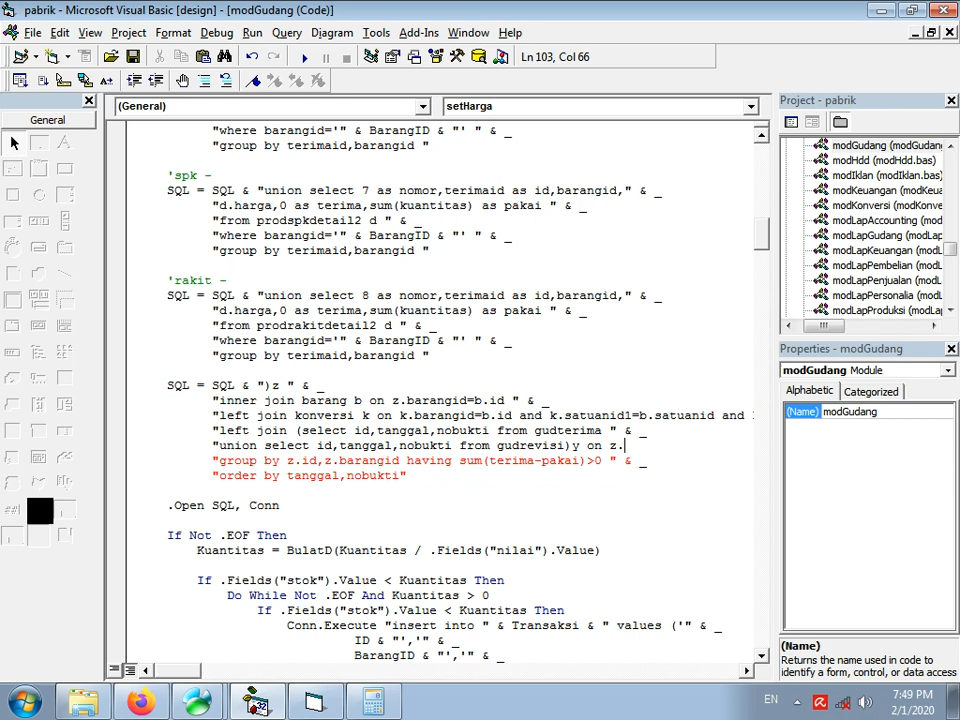 pabrik - Microsoft Visual Basic [design] - [modGudang (Code)]
File Edit View Project Format Debug Run Query Diagram Tools Add-Ins Window Help
Ln 103, Col 66
General
(General)
setHarga
"where barangid='" & BarangID & "' " & _
"group by terimaid,barangid "
'spk -
SQL = SQL & "union select 7 as nomor,terimaid as id,barangid," & _
"d.harga,0 as terima,sum(kuantitas) as pakai " & _
"from prodspkdetail2 d " & _
"where barangid='" & BarangID & "' " & _
"group by terimaid,barangid "
'rakit -
SQL = SQL & "union select 8 as nomor,terimaid as id,barangid," & _
"d.harga,0 as terima,sum(kuantitas) as pakai " & _
"from prodrakitdetail2 d " & _
"where barangid='" & BarangID & "' " & _
"group by terimaid,barangid "
SQL = SQL & ")z " & _
"inner join barang b on z.barangid=b.id " & _
"left join konversi k on k.barangid=b.id and k.satuanid1=b.satuanid and
"left join (select id,tanggal,nobukti from gudterima " & _
"union select id,tanggal,nobukti from gudrevisi)y on z.
"group by z.id,z.barangid having sum(terima-pakai)>0 " & _
"order by tanggal,nobukti"
.Open SQL, Conn
If Not .EOF Then
Kuantitas = BulatD(Kuantitas / .Fields("nilai").Value)
If .Fields("stok").Value < Kuantitas Then
Do While Not .EOF And Kuantitas > 0
If .Fields("stok").Value < Kuantitas Then
Conn.Execute "insert into " & Transaksi & " values ('" & _
ID & "','" & _
BarangID & "','" & _
Project - pabrik
modGudang (modGudang
modHdd (modHdd.bas)
modIklan (modIklan.bas)
modKeuangan (modKeua
modKonversi (modKonve
modLapAccounting (mod
modLapGudang (modLap
modLapKeuangan (modL
modLapPembelian (modL
modLapPenjualan (modL
modLapPersonalia (modL
modLapProduksi (modLa
Properties - modGudang
modGudang Module
Alphabetic Categorized
(Name) modGudang
(Name)
Returns the name used in code to
identify a form, control, or data access
EN
7:49 PM
2/1/2020